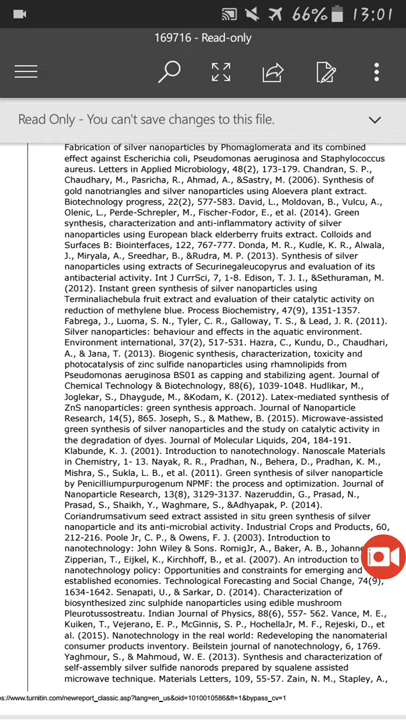 66% 13:01
169716 - Read-only
Read Only - You can't save changes to this file.
Fabrication of silver nanoparticles by Phomaglomerata and its combined
effect against Escherichia coli, Pseudomonas aeruginosa and Staphylococcus
aureus. Letters in Applied Microbiology, 48(2), 173-179. Chandran, S. P.,
Chaudhary, M., Pasricha, R., Ahmad, A., &Sastry, M. (2006). Synthesis of
gold nanotriangles and silver nanoparticles using Aloevera plant extract.
Biotechnology progress, 22(2), 577-583. David, L., Moldovan, B., Vulcu, A.,
Olenic, L., Perde-Schrepler, M., Fischer-Fodor, E., et al. (2014). Green
synthesis, characterization and anti-inflammatory activity of silver
nanoparticles using European black elderberry fruits extract. Colloids and
Surfaces B: Biointerfaces, 122, 767-777. Donda, M. R., Kudle, K. R., Alwala,
J., Miryala, A., Sreedhar, B., &Rudra, M. P. (2013). Synthesis of silver
nanoparticles using extracts of Securinegaleucopyrus and evaluation of its
antibacterial activity. Int J CurrSci, 7, 1-8. Edison, T. J. I., &Sethuraman, M.
(2012). Instant green synthesis of silver nanoparticles using
Terminaliachebula fruit extract and evaluation of their catalytic activity on
reduction of methylene blue. Process Biochemistry, 47(9), 1351-1357.
Fabrega, J., Luoma, S. N., Tyler, C. R., Galloway, T. S., & Lead, J. R. (2011).
Silver nanoparticles: behaviour and effects in the aquatic environment.
Environment international, 37(2), 517-531. Hazra, C., Kundu, D., Chaudhari,
A., & Jana, T. (2013). Biogenic synthesis, characterization, toxicity and
photocatalysis of zinc sulfide nanoparticles using rhamnolipids from
Pseudomonas aeruginosa BS01 as capping and stabilizing agent. Journal of
Chemical Technology & Biotechnology, 88(6), 1039-1048. Hudlikar, M.,
Joglekar, S., Dhaygude, M., &Kodam, K. (2012). Latex-mediated synthesis of
ZnS nanoparticles: green synthesis approach. Journal of Nanoparticle
Research, 14(5), 865. Joseph, S., & Mathew, B. (2015). Microwave-assisted
green synthesis of silver nanoparticles and the study on catalytic activity in
the degradation of dyes. Journal of Molecular Liquids, 204, 184-191.
Klabunde, K. J. (2001). Introduction to nanotechnology. Nanoscale Materials
in Chemistry, 1- 13. Nayak, R. R., Pradhan, N., Behera, D., Pradhan, K. M.,
Mishra, S., Sukla, L. B., et al. (2011). Green synthesis of silver nanoparticle
by Penicilliumpurpurogenum NPMF: the process and optimization. Journal of
Nanoparticle Research, 13(8), 3129-3137. Nazeruddin, G., Prasad, N.,
Prasad, S., Shaikh, Y., Waghmare, S., &Adhyapak, P. (2014).
Coriandrumsativum seed extract assisted in situ green synthesis of silver
nanoparticle and its anti-microbial activity. Industrial Crops and Products, 60,
212-216. Poole Jr, C. P., & Owens, F. J. (2003). Introduction to
nanotechnology: John Wiley & Sons. RomigJr, A., Baker, A. B., Johanne
Zipperian, T., Eijkel, K., Kirchhoff, B., et al. (2007). An introduction to
nanotechnology policy: Opportunities and constraints for emerging and
established economies. Technological Forecasting and Social Change, 74(9),
1634-1642. Senapati, U., & Sarkar, D. (2014). Characterization of
biosynthesized zinc sulphide nanoparticles using edible mushroom
Pleurotuosstreatu. Indian Journal of Physics, 88(6), 557- 562. Vance, M. E.,
Kuiken, T., Vejerano, E. P., McGinnis, S. P., HochellaJr, M. F., Rejeski, D., et
al. (2015). Nanotechnology in the real world: Redeveloping the nanomaterial
consumer products inventory. Beilstein journal of nanotechnology, 6, 1769.
Yaghmour, S., & Mahmoud, W. E. (2013). Synthesis and characterization of
self-assembly silver sulfide nanorods prepared by squalene assisted
microwave technique. Materials Letters, 109, 55-57. Zain, N. M., Stapley, A.,
ps://www.turnitin.com/newreport_classic.asp?lang=en_us&oid=1010010586&ft=1&bypass_cv=1